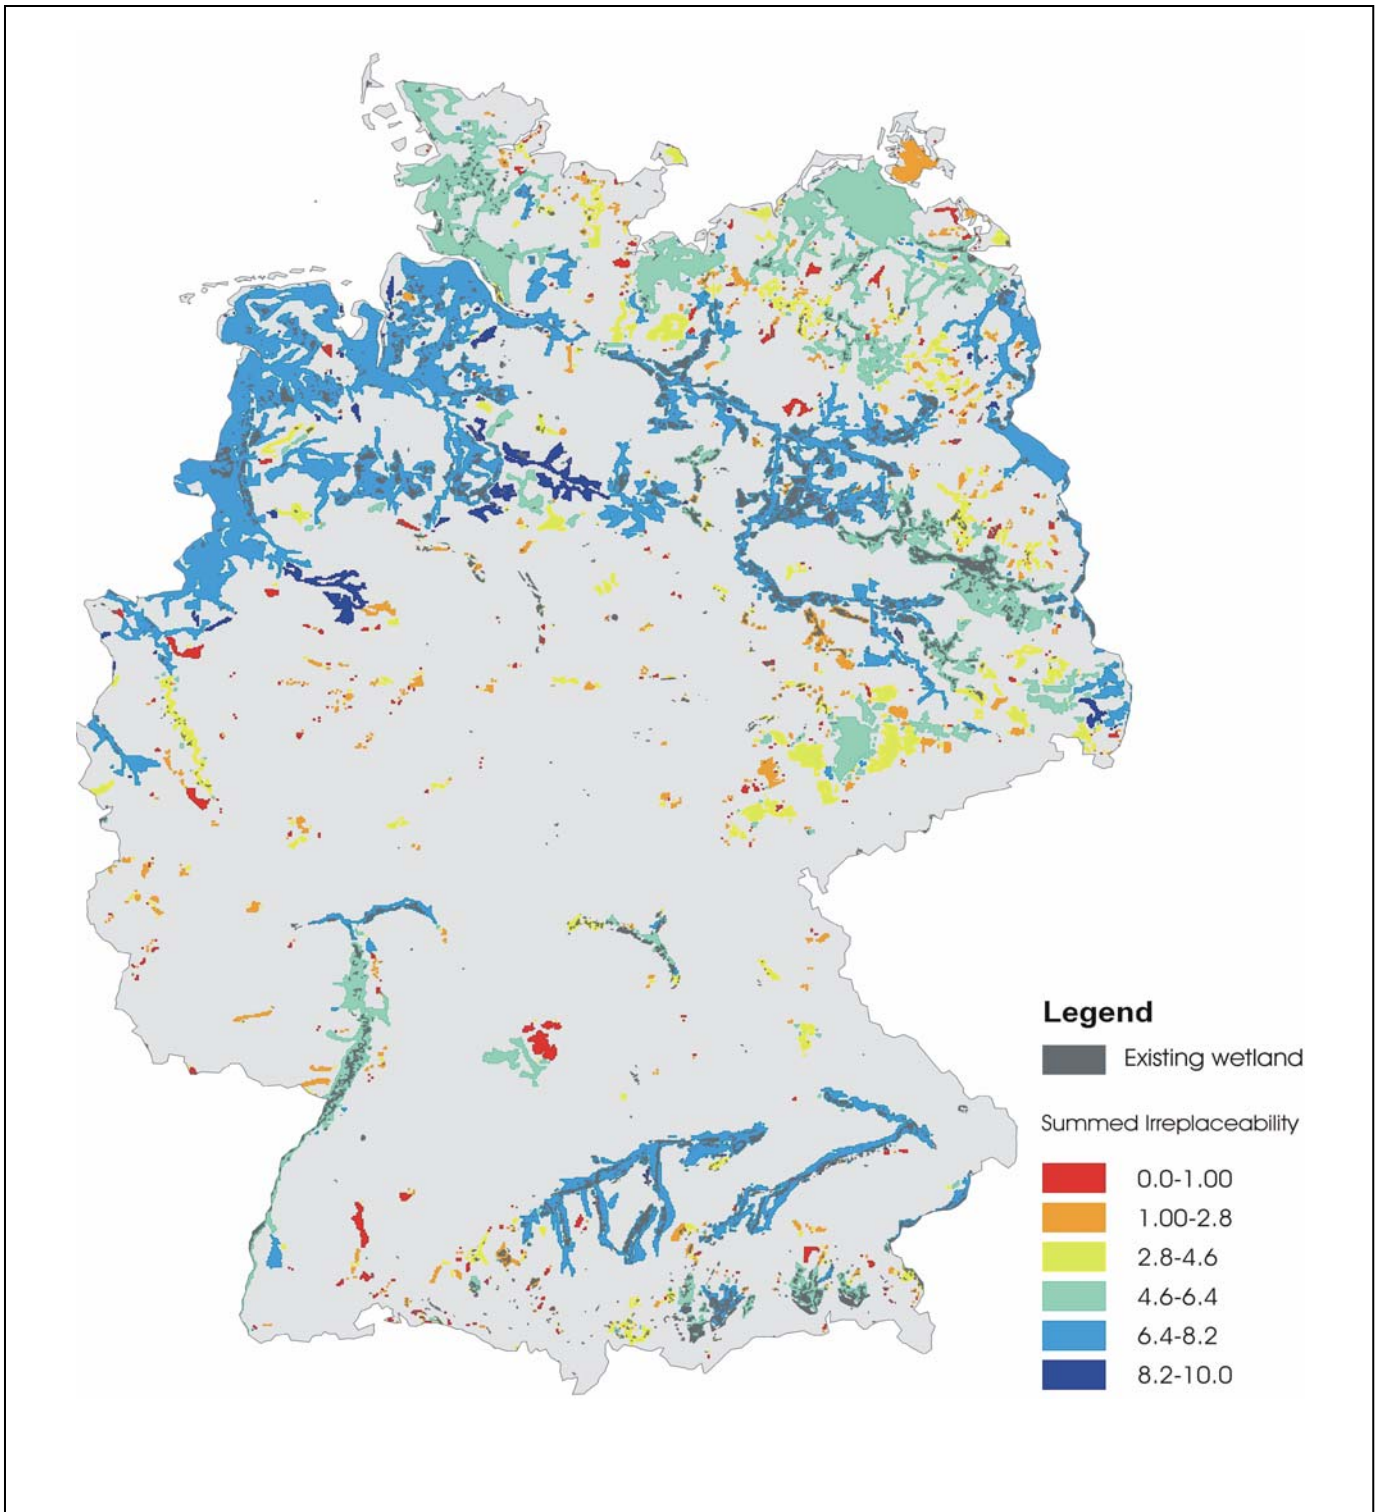 Legend
Existing wetland
Summed Irreplaceability
0.0-1.00
1.00-2.8
2.8-4.6
4.6-6.4
6.4-8.2
8.2-10.0